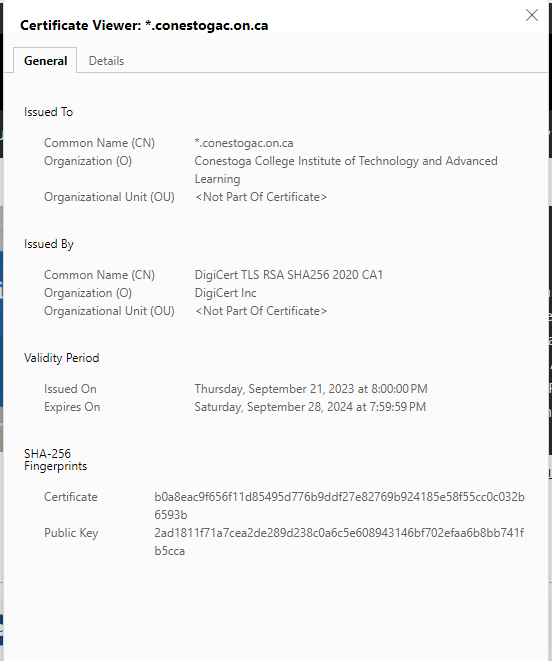 Certificate Viewer: *.conestogac.on.ca
General Details
Issued To
Common Name (CN) *.conestogac.on.ca
Organization (O) Conestoga College Institute of Technology and Advanced
Learning
Organizational Unit (OU) <Not Part Of Certificate>
Issued By
Common Name (CN) DigiCert TLS RSA SHA256 2020 CA1
Organization (O) DigiCert Inc
Organizational Unit (OU) <Not Part Of Certificate>
Validity Period
Issued On Thursday, September 21, 2023 at 8:00:00 PM
Expires On Saturday, September 28, 2024 at 7:59:59 PM
SHA-256
Fingerprints
Certificate b0a8eac9f656f11d85495d776b9ddf27e82769b924185e58f55cc0c032b
6593b
Public Key 2ad1811f71a7cea2de289d238c0a6c5e608943146bf702efaa6b8bb741f
b5cca